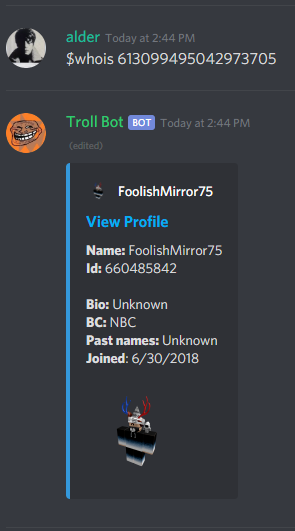 alder Today at 2:44 PM
$whois 613099495042973705
Troll Bot BOT Today at 2:44 PM
(edited)
FoolishMirror75
View Profile
Name: FoolishMirror75
Id: 660485842
Bio: Unknown
BC: NBC
Past names: Unknown
Joined: 6/30/2018